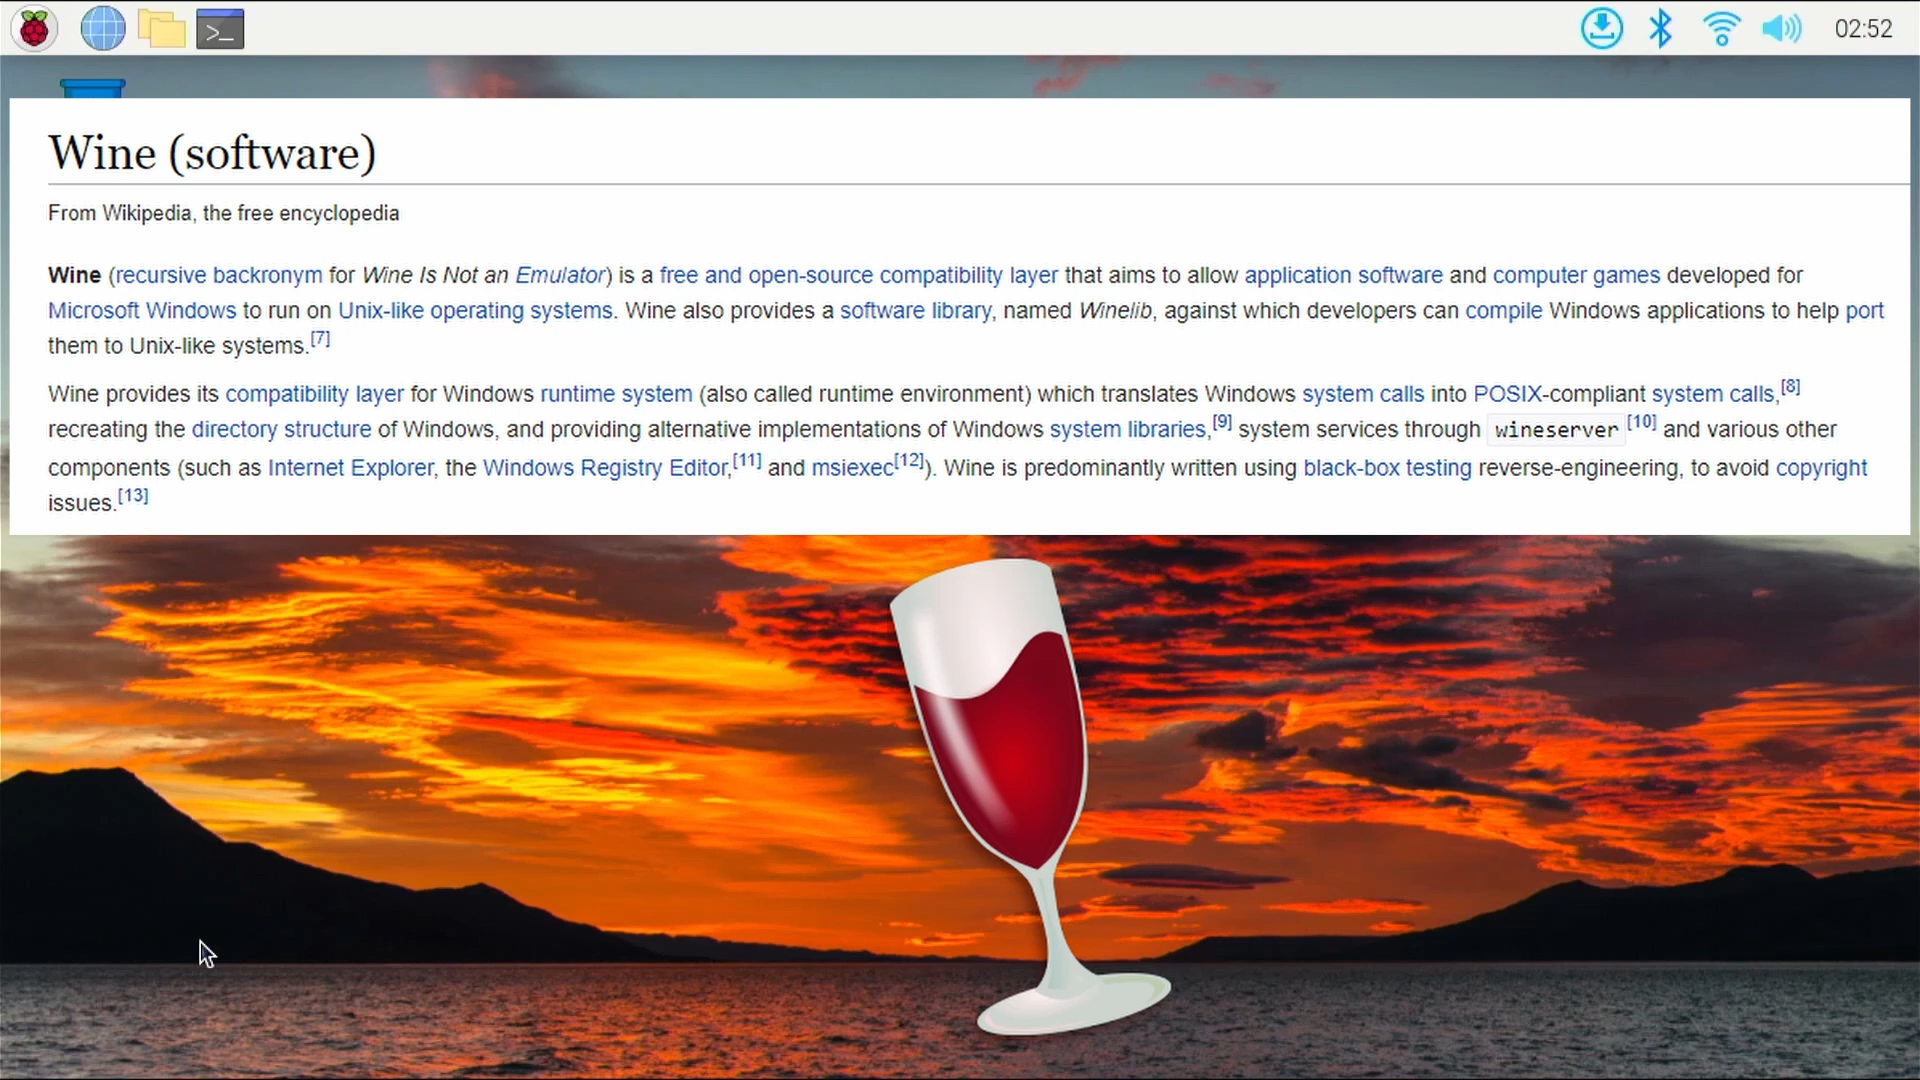 >_
02:52
Wine (software)
From Wikipedia, the free encyclopedia
Wine (recursive backronym for Wine Is Not an Emulator) is a free and open-source compatibility layer that aims to allow application software and computer games developed for
Microsoft Windows to run on Unix-like operating systems. Wine also provides a software library, named Winelib, against which developers can compile Windows applications to help port
them to Unix-like systems.[7]
Wine provides its compatibility layer for Windows runtime system (also called runtime environment) which translates Windows system calls into POSIX-compliant system calls,[8]
recreating the directory structure of Windows, and providing alternative implementations of Windows system libraries,[9] system services through wineserver[10] and various other
components (such as Internet Explorer, the Windows Registry Editor,[11] and msiexec[12]). Wine is predominantly written using black-box testing reverse-engineering, to avoid copyright
issues.[13]